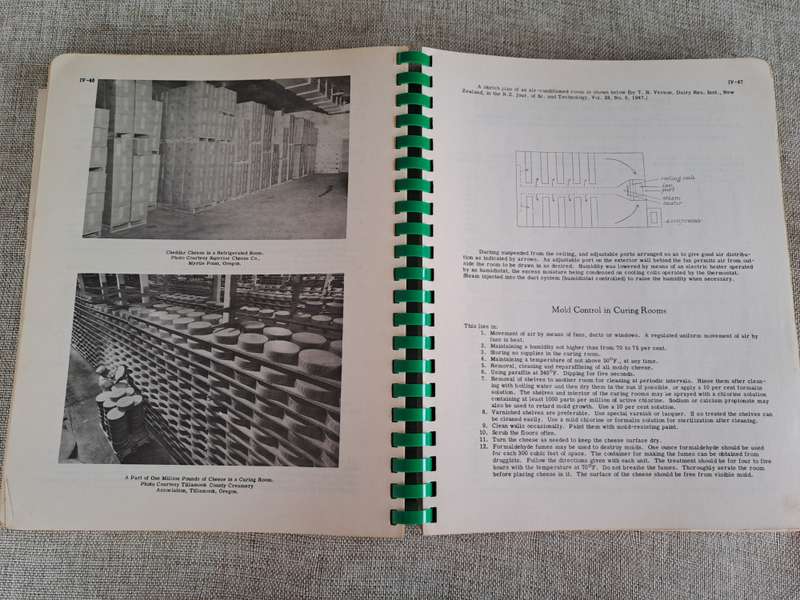 IV-46
Cheddar Cheese in a Refrigerated Room.
Photo Courtesy Superior Cheese Co.,
Myrtle Point, Oregon.
A Part of One Million Pounds of Cheese in a Curing Room.
Photo Courtesy Tillamook County Creamery
Association, Tillamook, Oregon.
IV-47
A sketch plan of an air-conditioned room is shown below (by T. R. Vernon, Dairy Res. Inst., New
Zealand, in the N.Z. Jour. of Sc. and Technology, Vol. 28, No. 5, 1947.)
cooling coils
fan
port
steam
heater
compressor
Ducting suspended from the ceiling, and adjustable ports arranged so as to give good air distribu-
tion as indicated by arrows. An adjustable port on the exterior wall behind the fan permits air from out-
side the room to be drawn in as desired. Humidity was lowered by means of an electric heater operated
by an humidistat, the excess moisture being condensed on cooling coils operated by the thermostat.
Steam injected into the duct system (humidistat controlled) to raise the humidity when necessary.
Mold Control in Curing Rooms
This lies in:
1. Movement of air by means of fans, ducts or windows. A regulated uniform movement of air by
fans is best.
2. Maintaining a humidity not higher than from 70 to 75 per cent.
3. Storing no supplies in the curing room.
4. Maintaining a temperature of not above 50°F., at any time.
5. Removal, cleaning and reparaffining of all moldy cheese.
6. Using paraffin at 240°F. Dipping for five seconds.
7. Removal of shelves to another room for cleaning at periodic intervals. Rinse them after clean-
ing with boiling water and then dry them in the sun if possible, or apply a 10 per cent formalin
solution. The shelves and interior of the curing rooms may be sprayed with a chlorine solution
containing at least 1000 parts per million of active chlorine. Sodium or calcium propionate may
also be used to retard mold growth. Use a 10 per cent solution.
8. Varnished shelves are preferable. Use special varnish or lacquer. If so treated the shelves can
be cleaned easily. Use a mild chlorine or formalin solution for sterilization after cleaning.
9. Clean walls occasionally. Paint them with mold-resisting paint.
10. Scrub the floors often.
11. Turn the cheese as needed to keep the cheese surface dry.
12. Formaldehyde fumes may be used to destroy molds. One ounce formaldehyde should be used
for each 300 cubic feet of space. The container for making the fumes can be obtained from
druggists. Follow the directions given with each unit. The treatment should be for four to five
hours with the temperature at 70°F. Do not breathe the fumes. Thoroughly aerate the room
before placing cheese in it. The surface of the cheese should be free from visible mold.